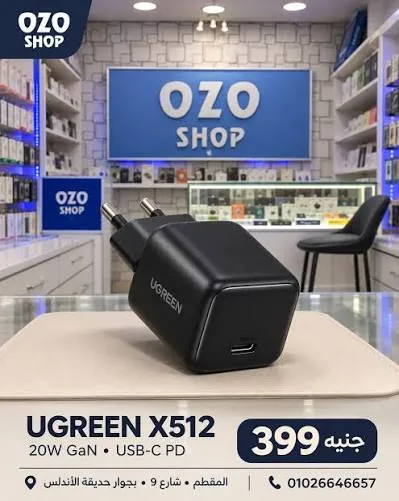 OZO
SHOP
OZO
SHOP
OZO
SHOP
UGREEN
UGREEN X512
20W GaN • USB-C PD
399 جنيه
المقطم • شارع 9 • بجوار حديقة الأندلس
01026646657